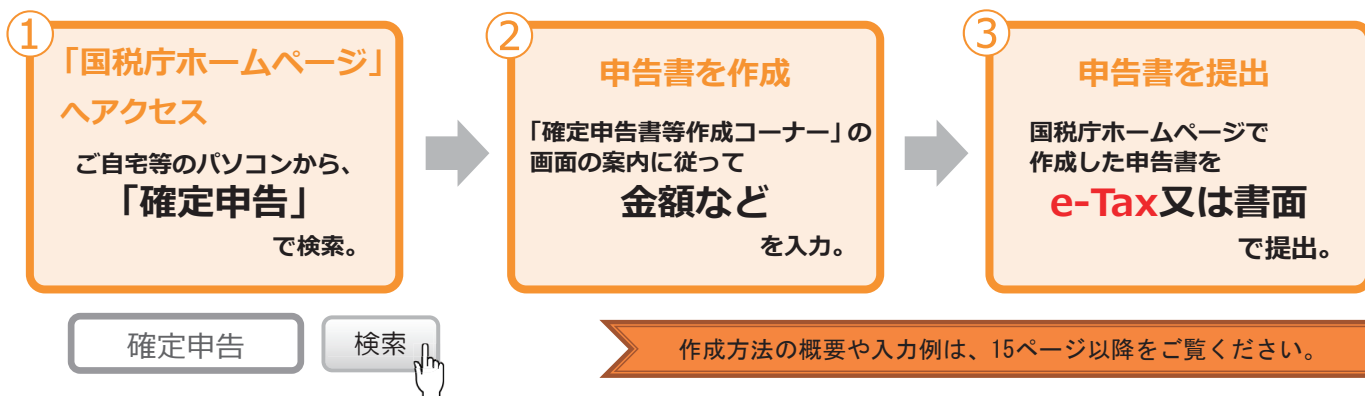 ①
「国税庁ホームページ」
へアクセス
ご自宅等のパソコンから、
「確定申告」
で検索。
②
申告書を作成
「確定申告書等作成コーナー」の
画面の案内に従って
金額など
を入力。
③
申告書を提出
国税庁ホームページで
作成した申告書を
e-Tax又は書面
で提出。
確定申告
検索
作成方法の概要や入力例は、15ページ以降をご覧ください。